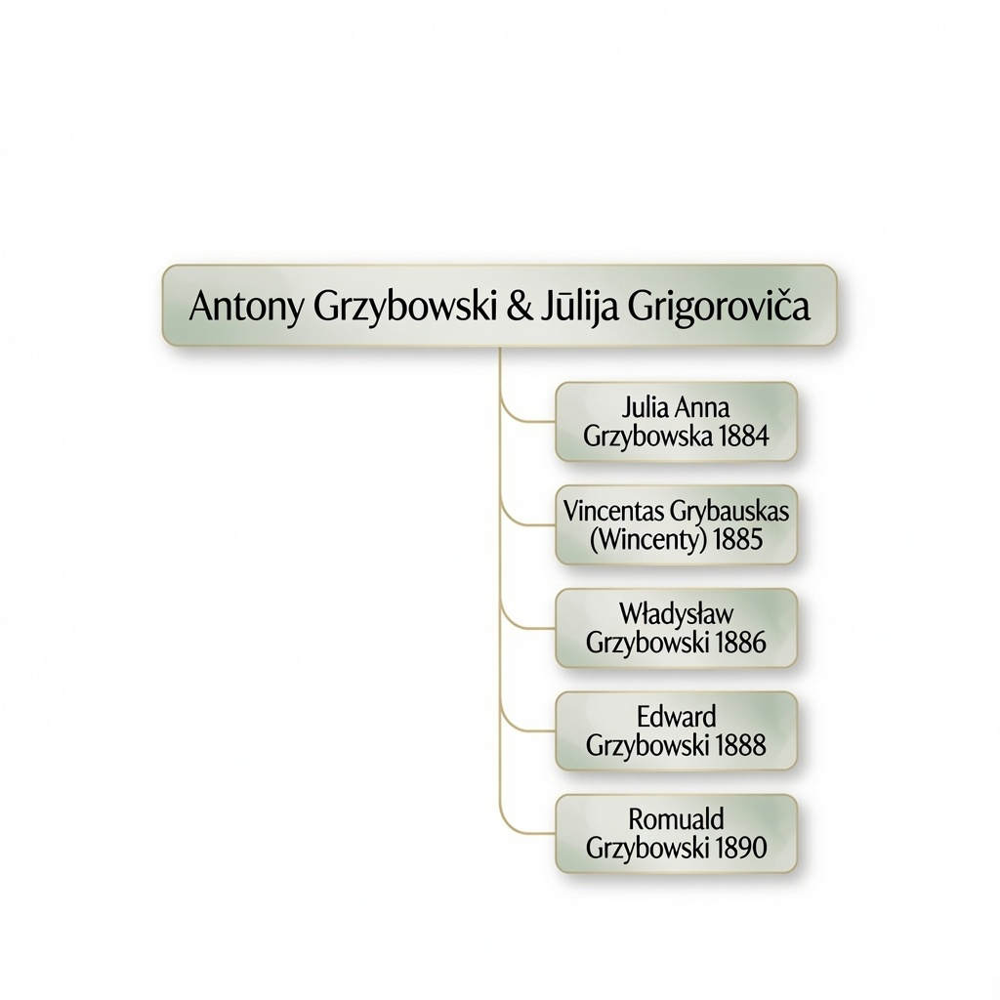 Antony Grzybowski & Jūlija Grigoroviča
Julia Anna
Grzybowska 1884
Vincentas Grybauskas
(Wincenty) 1885
Władysław
Grzybowski 1886
Edward
Grzybowski 1888
Romuald
Grzybowski 1890